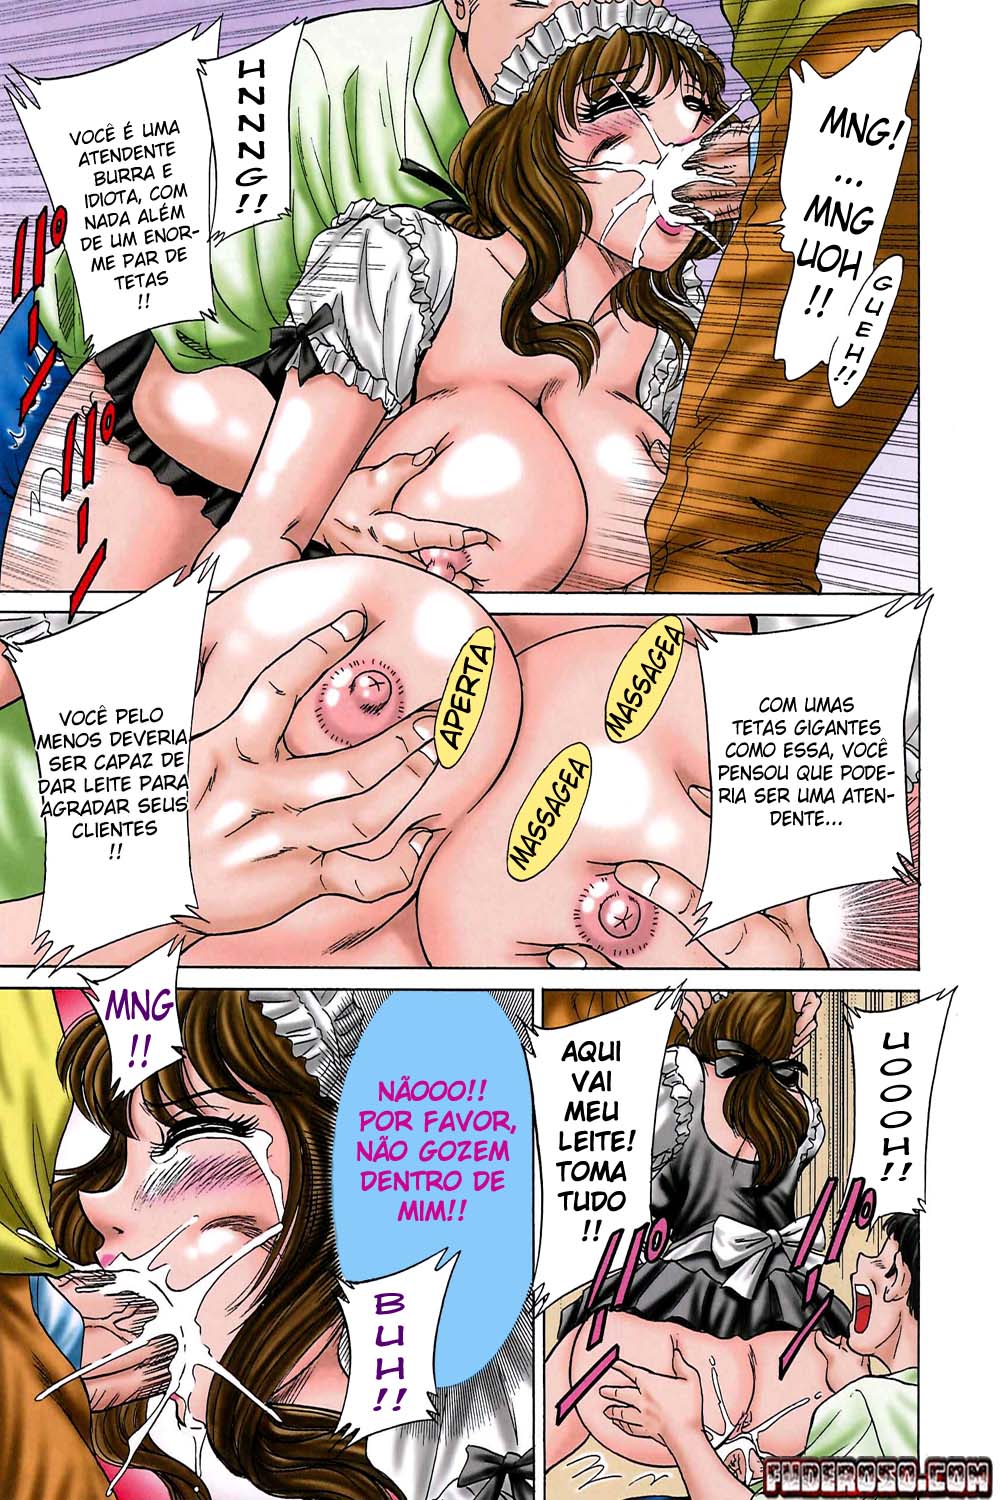 MNG!
...
MNG
UOH
!!
GUEH!!
HNNNG!!
VOCÊ É UMA
ATENDENTE
BURRA E
IDIOTA, COM
NADA ALÉM
DE UM ENOR-
ME PAR DE
TETAS
!!
COM UMAS
TETAS GIGANTES
COMO ESSA, VOCÊ
PENSOU QUE PODE-
RIA SER UMA ATEN-
DENTE...
MASSAGEA
MASSAGEA
APERTA
VOCÊ PELO
MENOS DEVERIA
SER CAPAZ DE
DAR LEITE PARA
AGRADAR SEUS
CLIENTES
!!
UOOOH!!
AQUI
VAI
MEU
LEITE!
TOMA
TUDO
!!
NÃOOO!!
POR FAVOR,
NÃO GOZEM
DENTRO DE
MIM!!
MNG
!!
BUH!!
FUDEROSO.COM